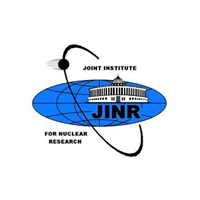 JOINT INSTITUTE
JINR
FOR NUCLEAR
RESEARCH